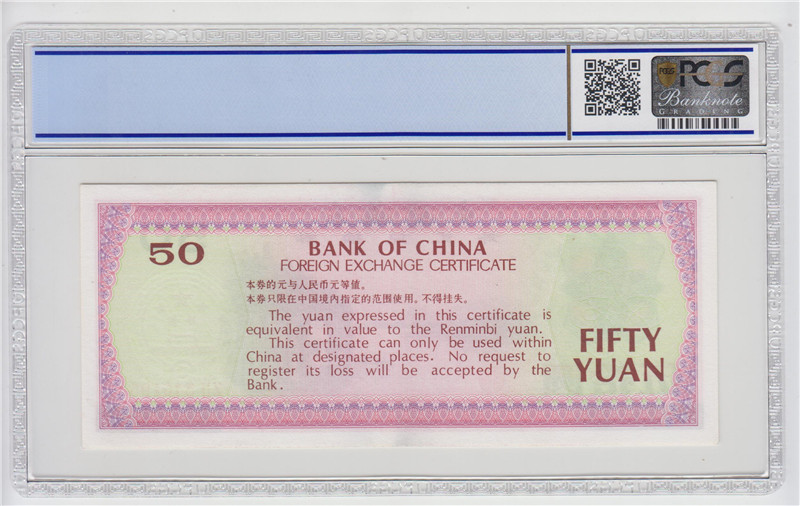 PCGS
PCGS
Banknote
GRADING
50
BANK OF CHINA
FOREIGN EXCHANGE CERTIFICATE
本券的元与人民币元等值。
本券只限在中国境内指定的范围使用。不得挂失。
The yuan expressed in this certificate is
equivalent in value to the Renminbi yuan.
This certificate can only be used within
China at designated places. No request to
register its loss will be accepted by the
Bank.
FIFTY
YUAN